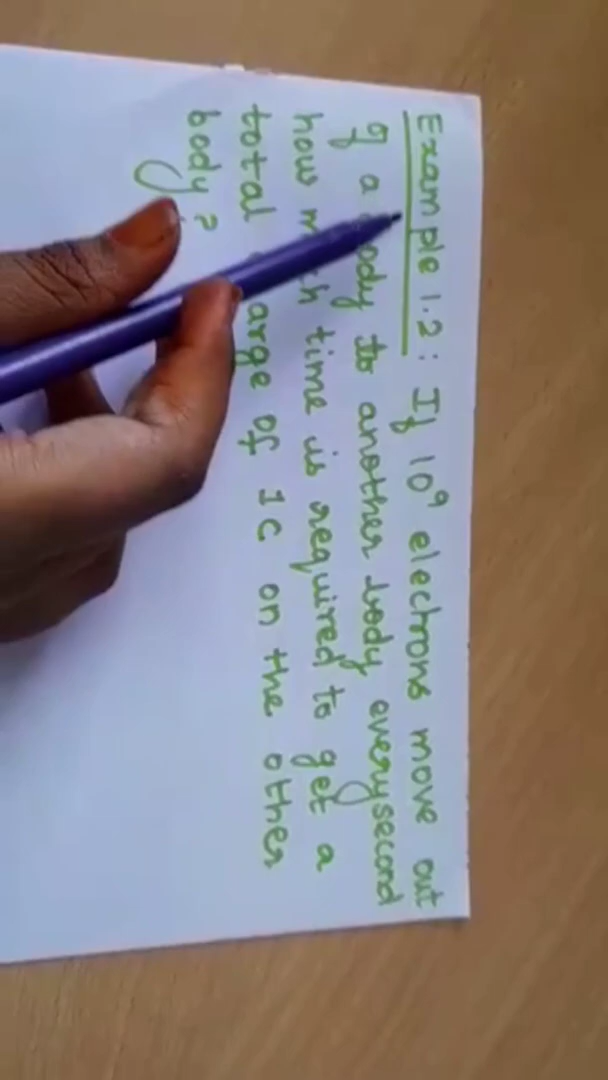 Example 1.2: If 10⁹ electrons move out
of a body to another body every second
how much time is required to get a
total charge of 1C on the other
body?